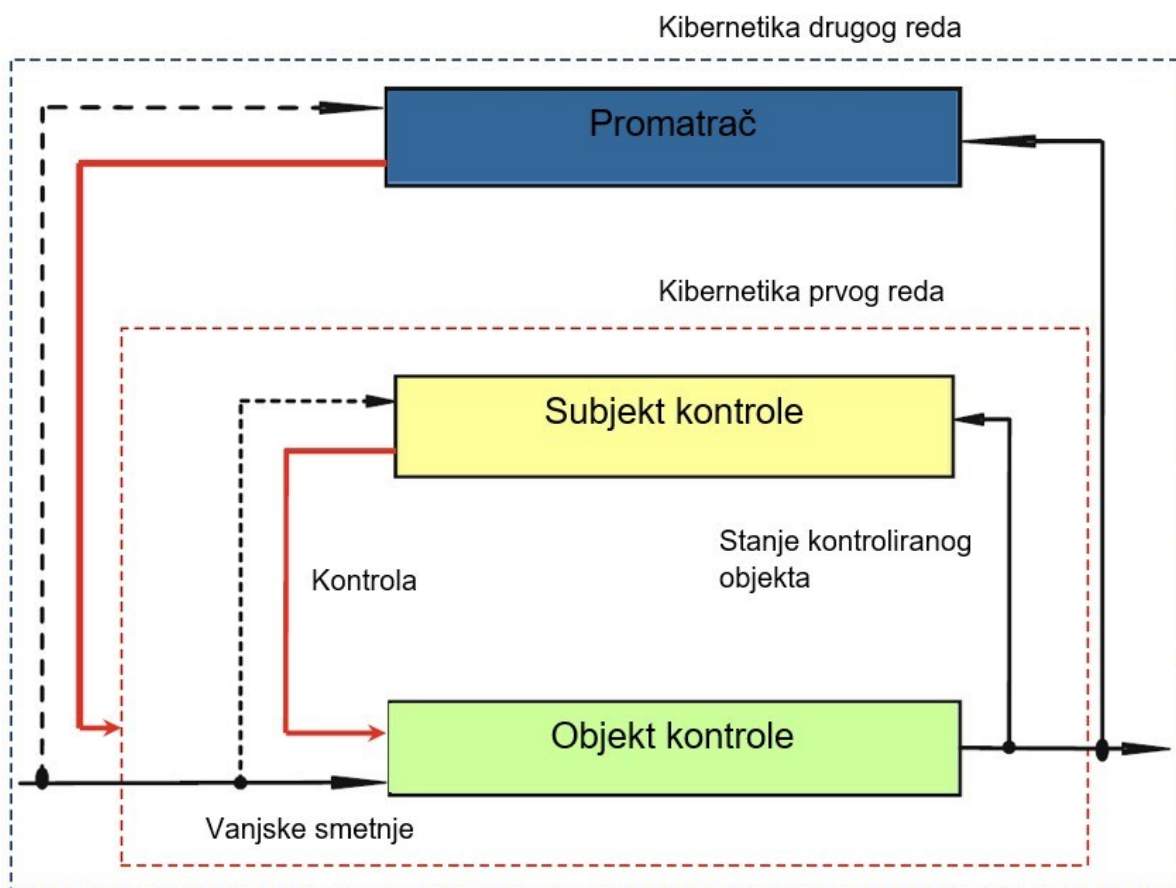 Kibernetika drugog reda
Promatrač
Kibernetika prvog reda
Subjekt kontrole
Stanje kontroliranog
objekta
Kontrola
Objekt kontrole
Vanjske smetnje